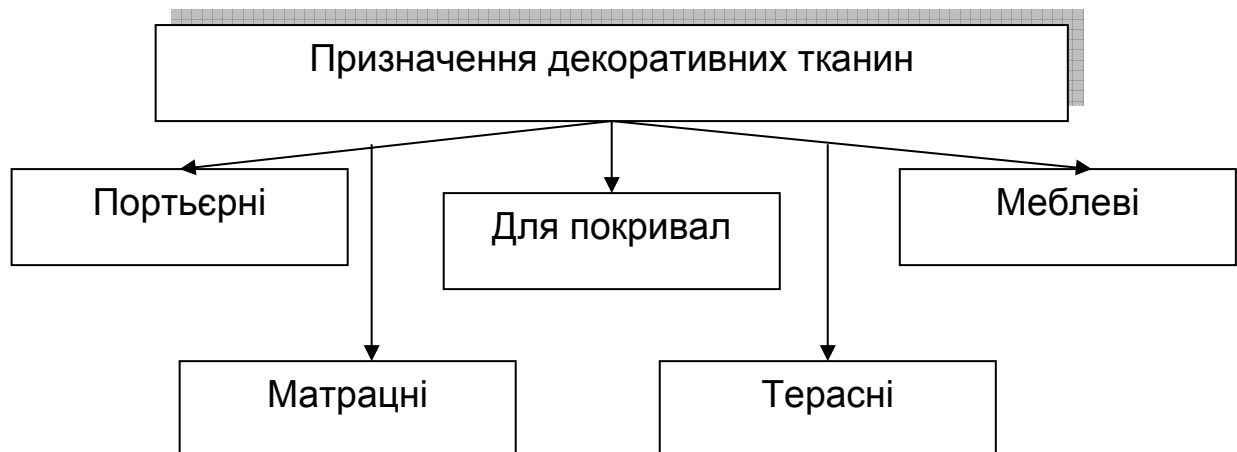 Призначення декоративних тканин
Портьєрні
Для покривал
Меблеві
Матрацні
Терасні